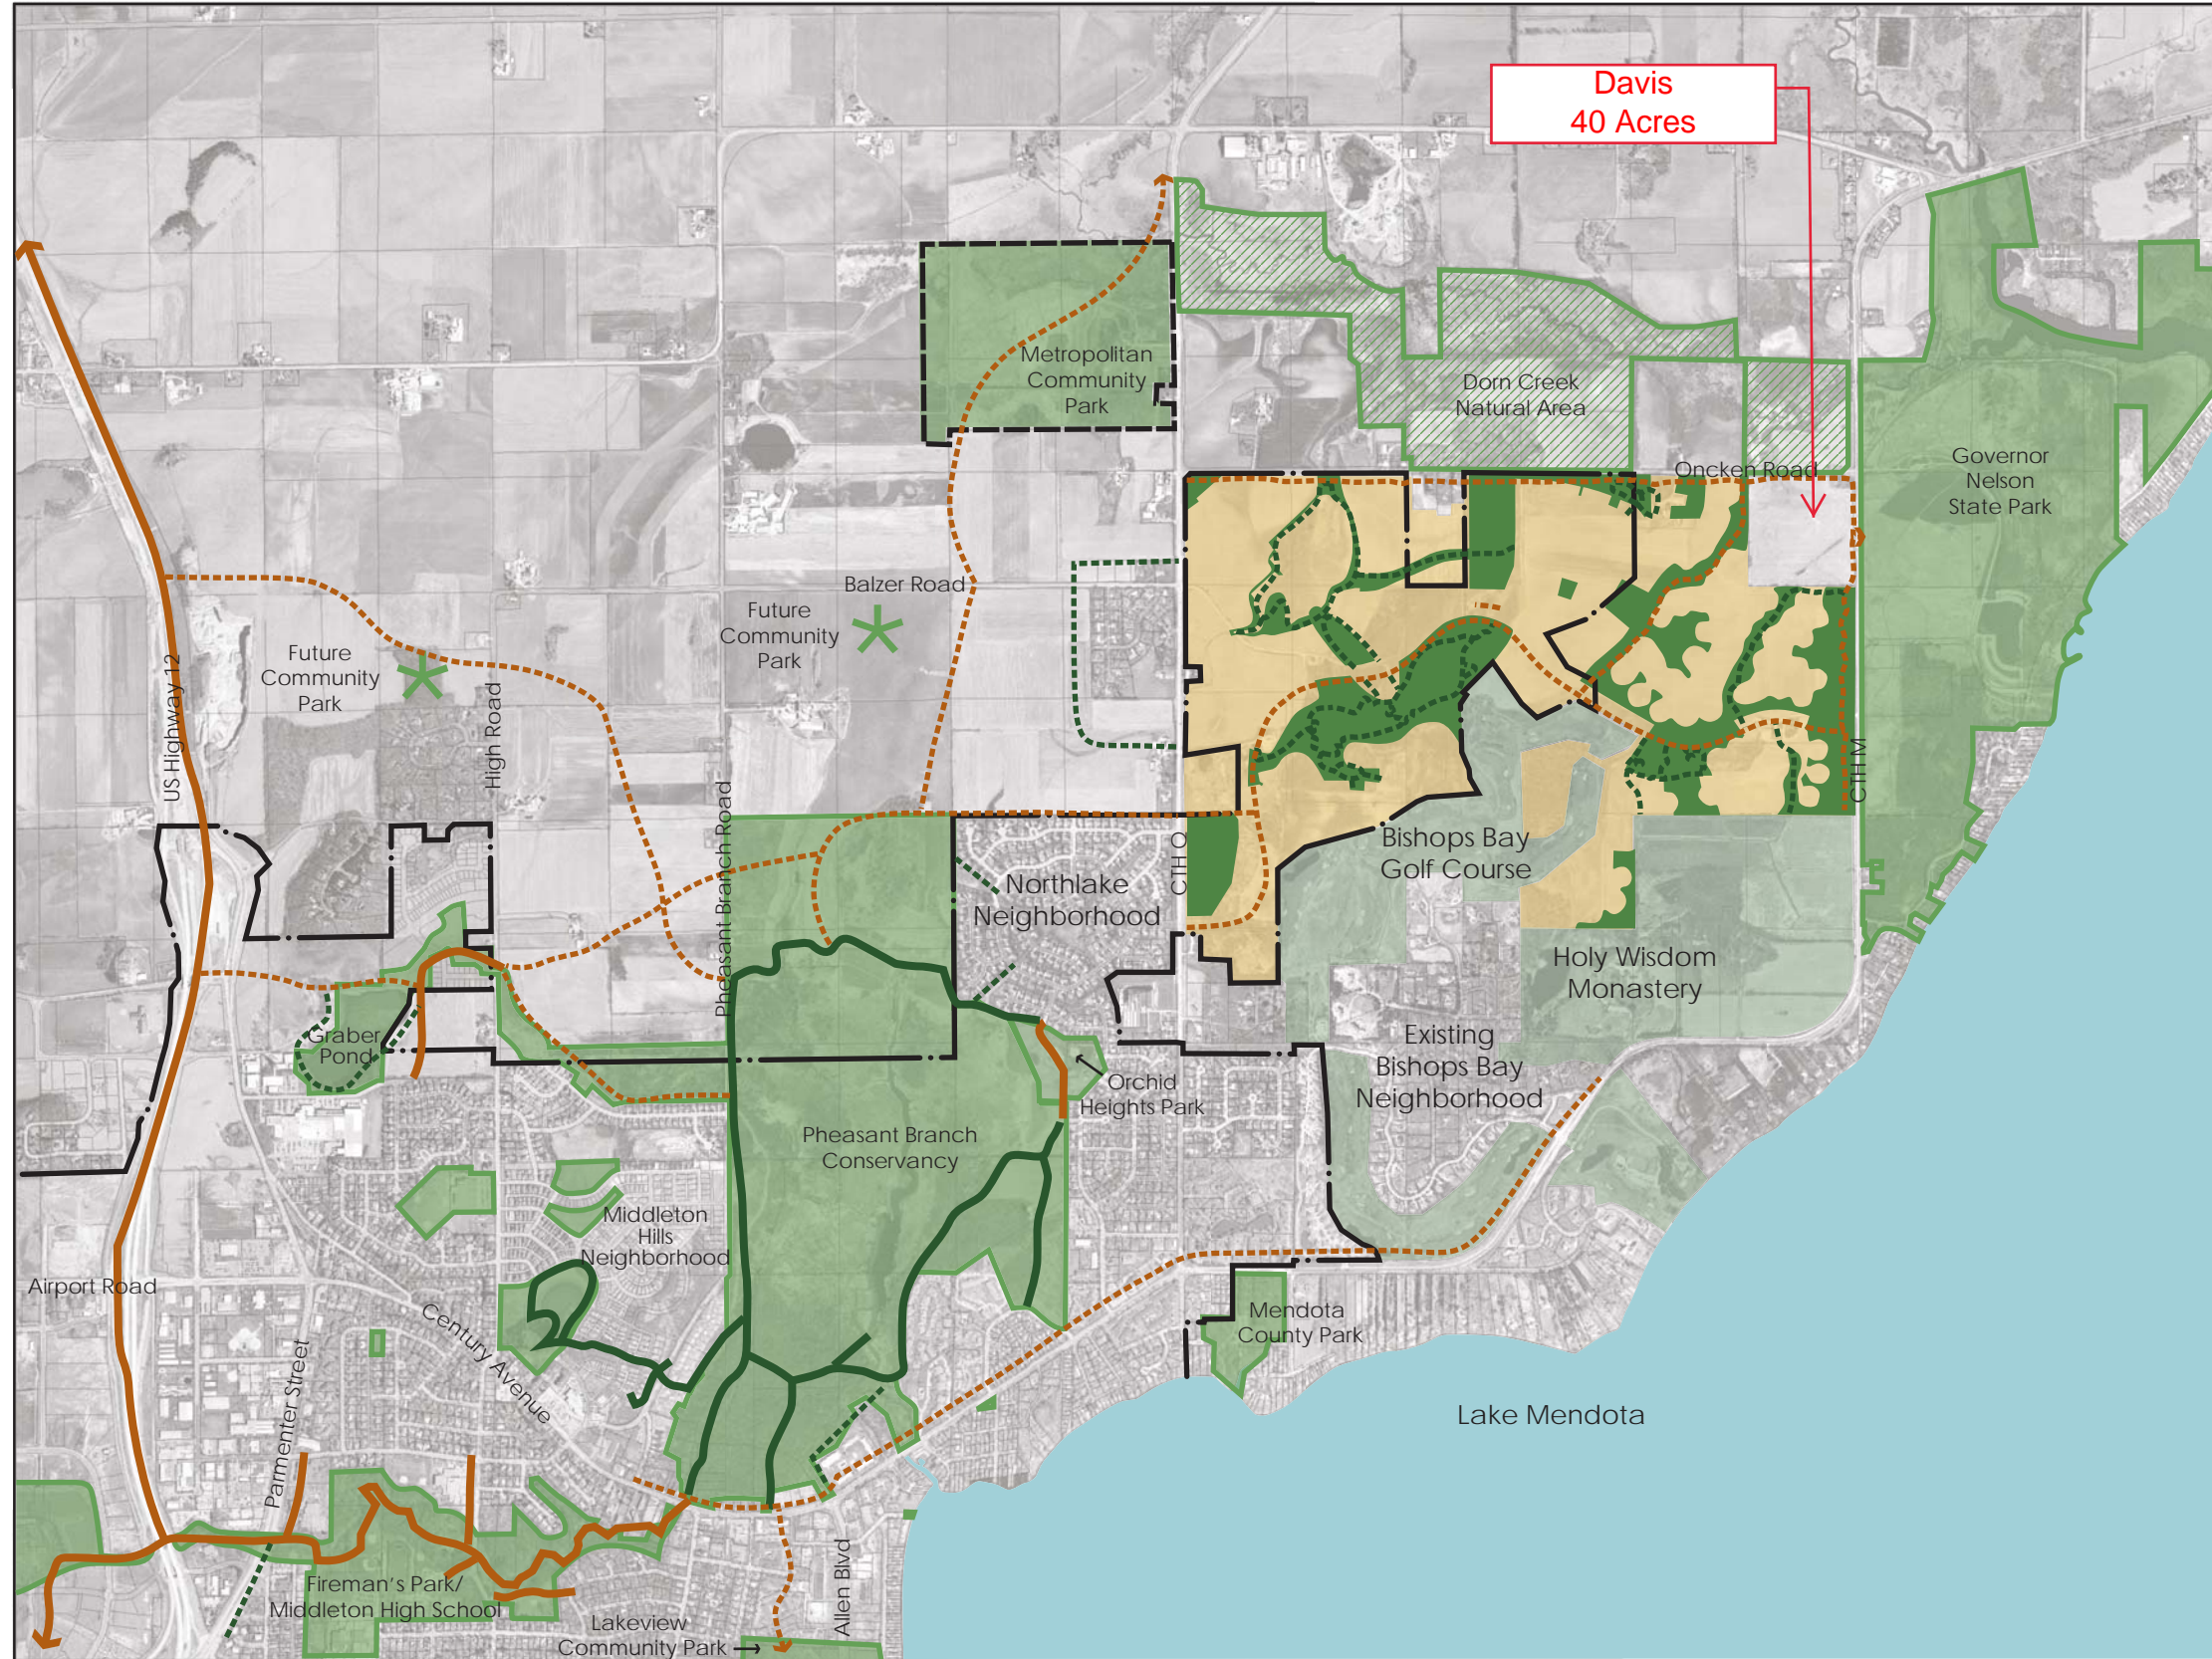 Davis
40 Acres
Metropolitan
Community
Park
Dorn Creek
Natural Area
Oncken Road
Governor
Nelson
State Park
Balzer Road
Future
Community
Park
Future
Community
Park
US Highway 12
High Road
Pheasant Branch Road
CTH M
CTH Q
Bishops Bay
Golf Course
Northlake
Neighborhood
Holy Wisdom
Monastery
Graber
Pond
Existing
Bishops Bay
Neighborhood
Orchid
Heights Park
Pheasant Branch
Conservancy
Middleton
Hills
Neighborhood
Airport Road
Century Avenue
Parmenter Street
Mendota
County Park
Lake Mendota
Allen Blvd
Fireman's Park/
Middleton High School
Lakeview
Community Park